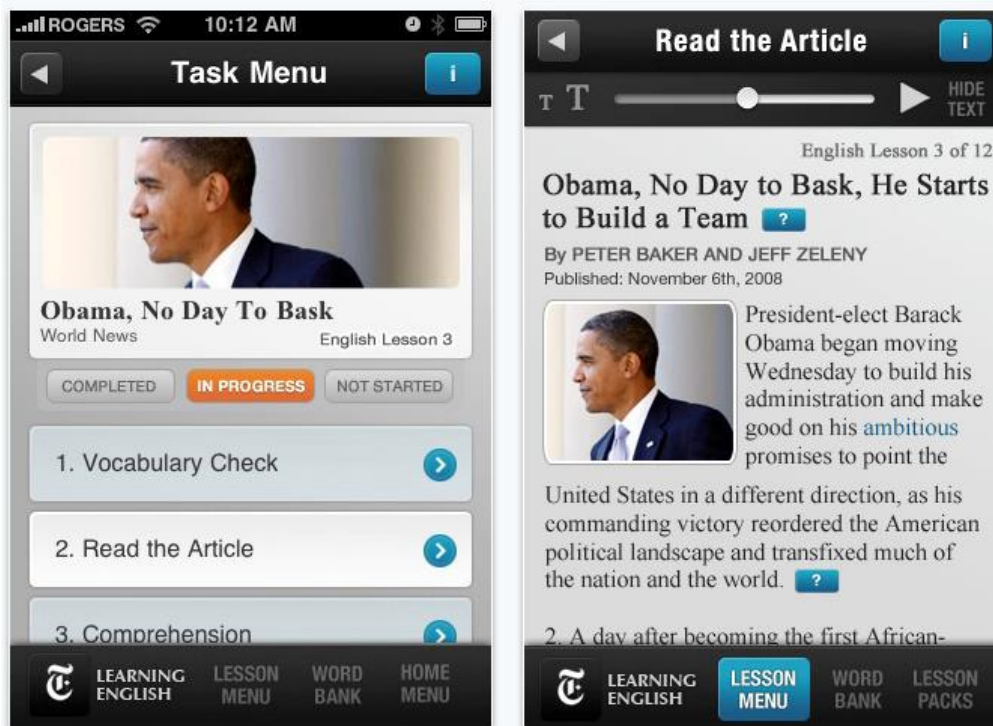 ROGERS 10:12 AM
Task Menu
i
Obama, No Day To Bask
World News
English Lesson 3
COMPLETED
IN PROGRESS
NOT STARTED
1. Vocabulary Check
2. Read the Article
3. Comprehension
T
LEARNING
ENGLISH
LESSON
MENU
WORD
BANK
HOME
MENU
Read the Article
i
T T
HIDE
TEXT
English Lesson 3 of 12
Obama, No Day to Bask, He Starts
to Build a Team ?
By PETER BAKER AND JEFF ZELENY
Published: November 6th, 2008
President-elect Barack
Obama began moving
Wednesday to build his
administration and make
good on his ambitious
promises to point the
United States in a different direction, as his
commanding victory reordered the American
political landscape and transfixed much of
the nation and the world. ?
2. A day after becoming the first African-
T
LEARNING
ENGLISH
LESSON
MENU
WORD
BANK
LESSON
PACKS